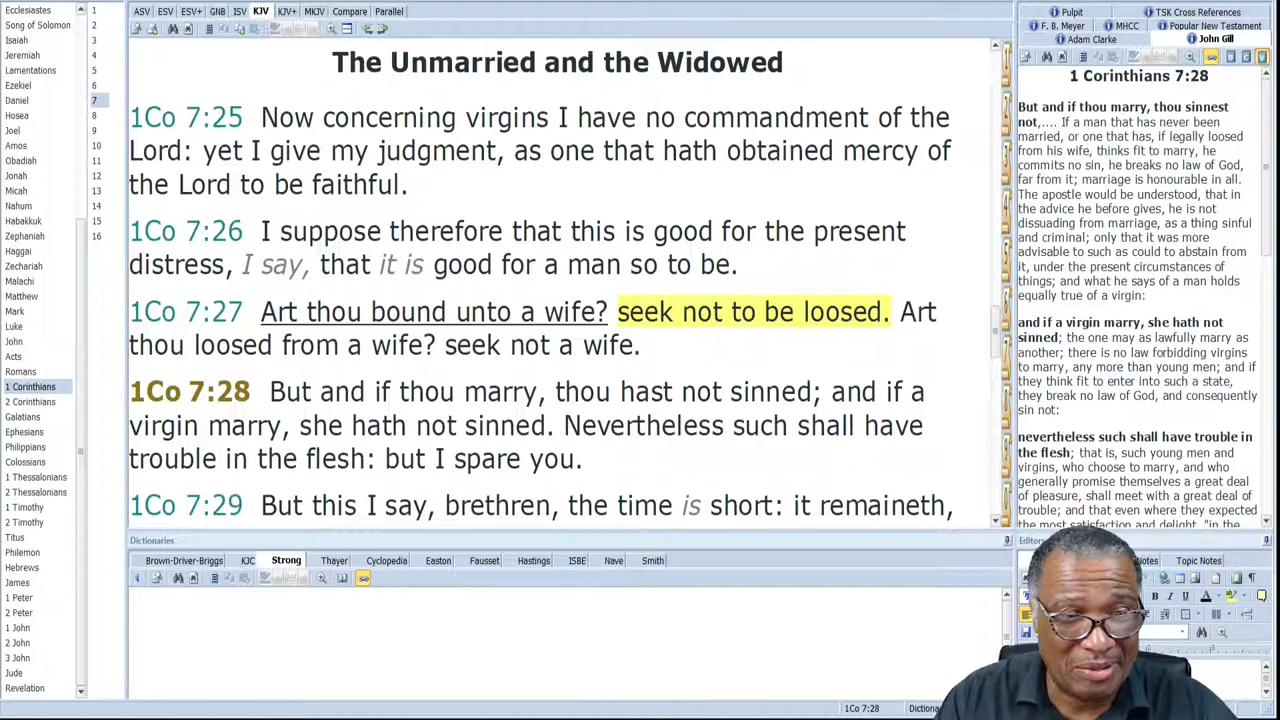 Ecclesiastes
Song of Solomon
Isaiah
Jeremiah
Lamentations
Ezekiel
Daniel
Hosea
Joel
Amos
Obadiah
Jonah
Micah
Nahum
Habakkuk
Zephaniah
Haggai
Zechariah
Malachi
Matthew
Mark
Luke
John
Acts
Romans
1 Corinthians
2 Corinthians
Galatians
Ephesians
Philippians
Colossians
1 Thessalonians
2 Thessalonians
1 Timothy
2 Timothy
Titus
Philemon
Hebrews
James
1 Peter
2 Peter
1 John
2 John
3 John
Jude
Revelation
1
2
3
4
5
6
7
8
9
10
11
12
13
14
15
16
ASV ESV ESV+ GNB ISV KJV KJV+ MKJV Compare Parallel
The Unmarried and the Widowed
1Co 7:25 Now concerning virgins I have no commandment of the
Lord: yet I give my judgment, as one that hath obtained mercy of
the Lord to be faithful.
1Co 7:26 I suppose therefore that this is good for the present
distress, I say, that it is good for a man so to be.
1Co 7:27 Art thou bound unto a wife? seek not to be loosed. Art
thou loosed from a wife? seek not a wife.
1Co 7:28 But and if thou marry, thou hast not sinned; and if a
virgin marry, she hath not sinned. Nevertheless such shall have
trouble in the flesh: but I spare you.
1Co 7:29 But this I say, brethren, the time is short: it remaineth,
Dictionaries
Brown-Driver-Briggs KJC Strong Thayer Cyclopedia Easton Fausset Hastings ISBE Nave Smith
1Co 7:28
Pulpit TSK Cross References
F. B. Meyer MHCC Popular New Testament
Adam Clarke John Gill
1 Corinthians 7:28
But and if thou marry, thou sinnest
not,.... If a man that has never been
married, or one that has, if legally loosed
from his wife, thinks fit to marry, he
commits no sin, he breaks no law of God,
far from it; marriage is honourable in all.
The apostle would be understood, that in
the advice he before gives, he is not
dissuading from marriage, as a thing sinful
and criminal; only that it was more
advisable to such as could to abstain from
it, under the present circumstances of
things; and what he says of a man holds
equally true of a virgin:
and if a virgin marry, she hath not
sinned; the one may as lawfully marry as
another; there is no law forbidding virgins
to marry, any more than young men; and if
they think fit to enter into such a state,
they break no law of God, and consequently
sin not:
nevertheless such shall have trouble in
the flesh; that is, such young men and
virgins, who choose to marry, and who
generally promise themselves a great deal
of pleasure, shall meet with a great deal of
trouble; and that even where they expected
the most satisfaction and delight, "in the
Notes Topic Notes
B I U A